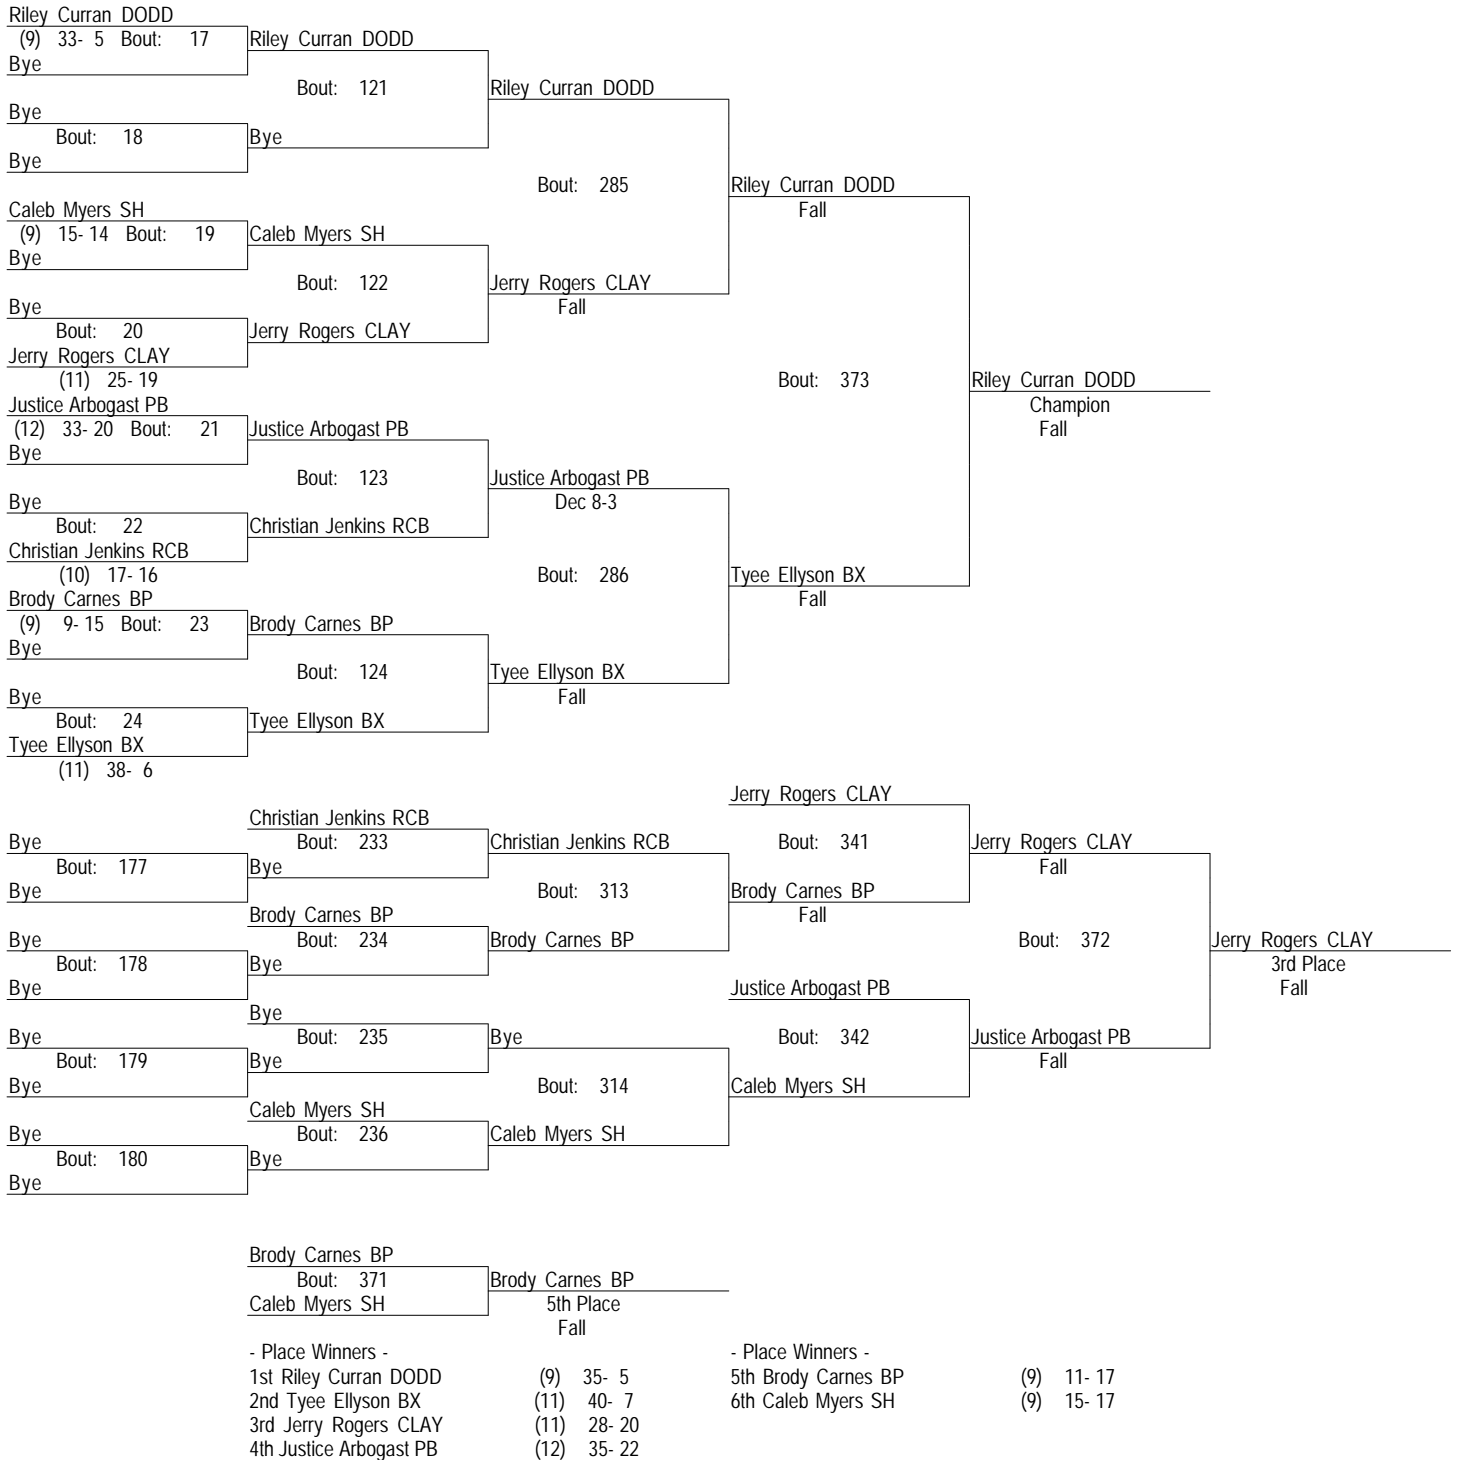 Riley Curran DODD
(9) 33- 5 Bout: 17 Riley Curran DODD
Bye
Bout: 121 Riley Curran DODD
Bye
Bout: 18 Bye
Bye
Bout: 285 Riley Curran DODD
Fall
Caleb Myers SH
(9) 15- 14 Bout: 19 Caleb Myers SH
Bye
Bout: 122 Jerry Rogers CLAY
Bye Fall
Bout: 20 Jerry Rogers CLAY
Jerry Rogers CLAY
(11) 25- 19 Bout: 373 Riley Curran DODD
Justice Arbogast PB Champion
(12) 33- 20 Bout: 21 Justice Arbogast PB Fall
Bye
Bout: 123 Justice Arbogast PB
Bye Dec 8-3
Bout: 22 Christian Jenkins RCB
Christian Jenkins RCB
(10) 17- 16 Bout: 286 Tyee Ellyson BX
Brody Carnes BP Fall
(9) 9- 15 Bout: 23 Brody Carnes BP
Bye
Bout: 124 Tyee Ellyson BX
Bye Fall
Bout: 24 Tyee Ellyson BX
Tyee Ellyson BX
(11) 38- 6
Jerry Rogers CLAY
Christian Jenkins RCB
Bye Bout: 233 Christian Jenkins RCB Bout: 341 Jerry Rogers CLAY
Bout: 177 Bye Fall
Bye Bout: 313 Brody Carnes BP
Brody Carnes BP Fall
Bye Bout: 234 Brody Carnes BP Bout: 372 Jerry Rogers CLAY
Bout: 178 Bye 3rd Place
Bye Justice Arbogast PB Fall
Bye
Bye Bout: 235 Bye Bout: 342 Justice Arbogast PB
Bout: 179 Bye Fall
Bye Bout: 314 Caleb Myers SH
Caleb Myers SH
Bye Bout: 236 Caleb Myers SH
Bout: 180 Bye
Bye
Brody Carnes BP
Bout: 371 Brody Carnes BP
Caleb Myers SH 5th Place
Fall
- Place Winners - - Place Winners -
1st Riley Curran DODD (9) 35- 5 5th Brody Carnes BP (9) 11- 17
2nd Tyee Ellyson BX (11) 40- 7 6th Caleb Myers SH (9) 15- 17
3rd Jerry Rogers CLAY (11) 28- 20
4th Justice Arbogast PB (12) 35- 22